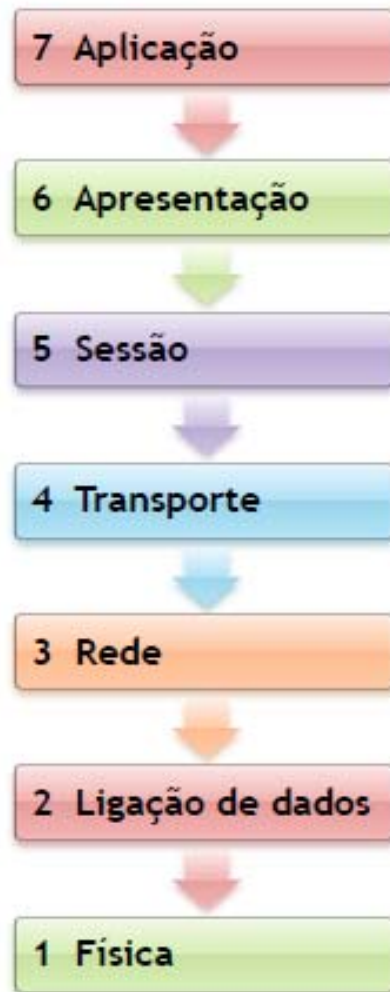 7 Aplicação
6 Apresentação
5 Sessão
4 Transporte
3 Rede
2 Ligação de dados
1 Física